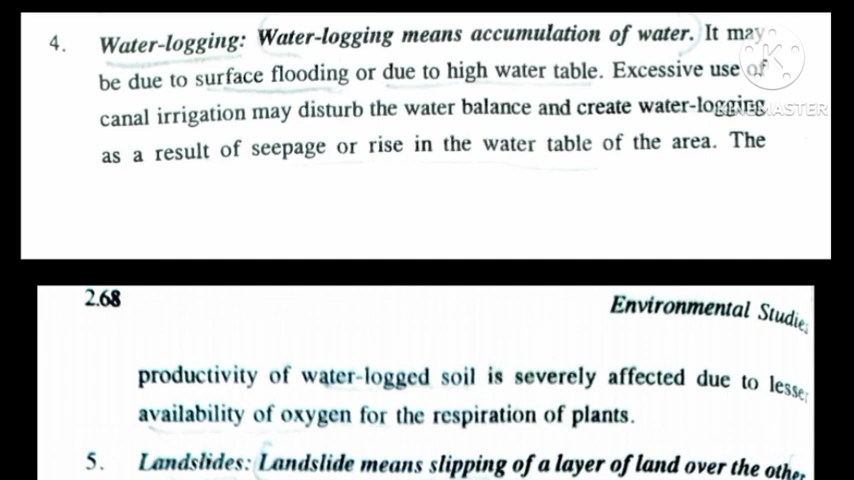 4. Water-logging: Water-logging means accumulation of water. It may
be due to surface flooding or due to high water table. Excessive use of
canal irrigation may disturb the water balance and create water-logging
as a result of seepage or rise in the water table of the area. The
2.68 Environmental Studies
productivity of water-logged soil is severely affected due to lesser
availability of oxygen for the respiration of plants.
5. Landslides: Landslide means slipping of a layer of land over the other
K
KINEMASTER